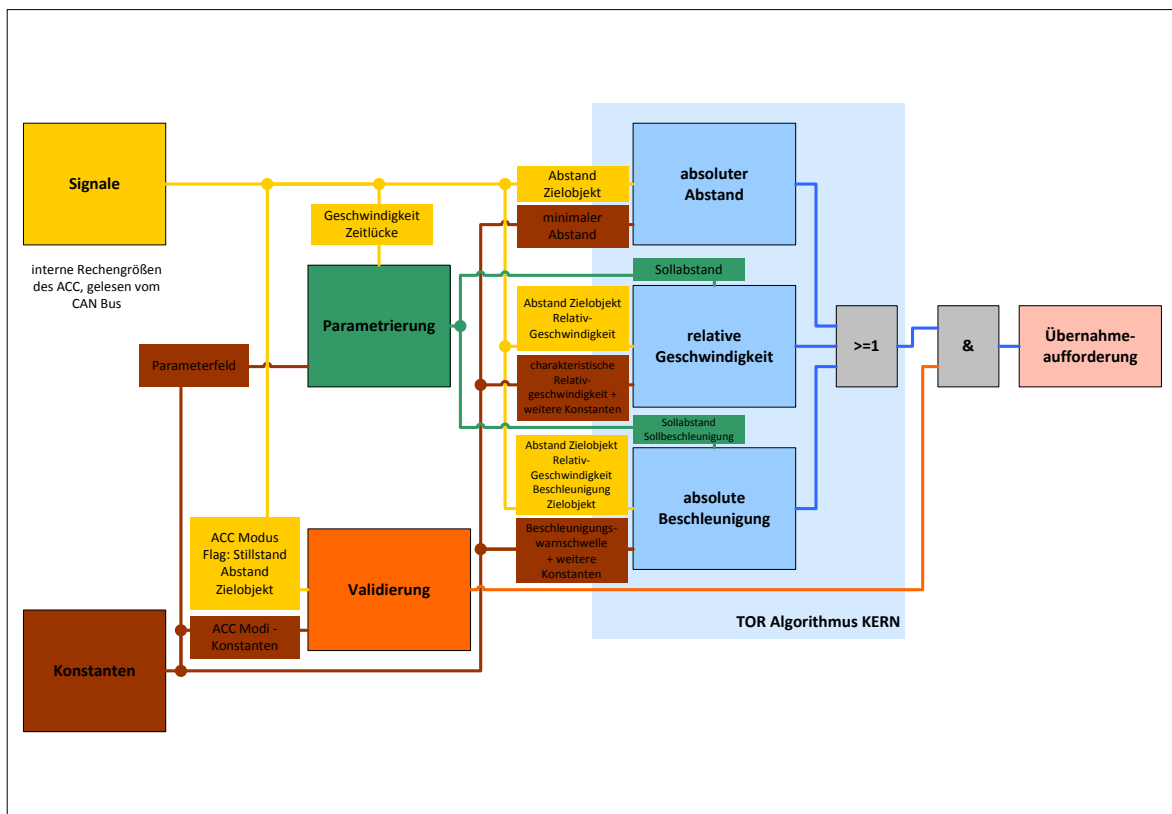 Signale
interne Rechengrößen
des ACC, gelesen vom
CAN Bus
Geschwindigkeit
Zeitlücke
Parametrierung
Parameterfeld
ACC Modus
Flag: Stillstand
Abstand
Zielobjekt
Validierung
ACC Modi -
Konstanten
Konstanten
Abstand
Zielobjekt
minimaler
Abstand
absoluter
Abstand
Sollabstand
Abstand Zielobjekt
Relativ-
Geschwindigkeit
charakteristische
Relativ-
geschwindigkeit +
weitere Konstanten
relative
Geschwindigkeit
Sollabstand
Sollbeschleunigung
Abstand Zielobjekt
Relativ-
Geschwindigkeit
Beschleunigung
Zielobjekt
Beschleunigungs-
warnschwelle
+ weitere
Konstanten
absolute
Beschleunigung
TOR Algorithmus KERN
>=1
&
Übernahme-
aufforderung